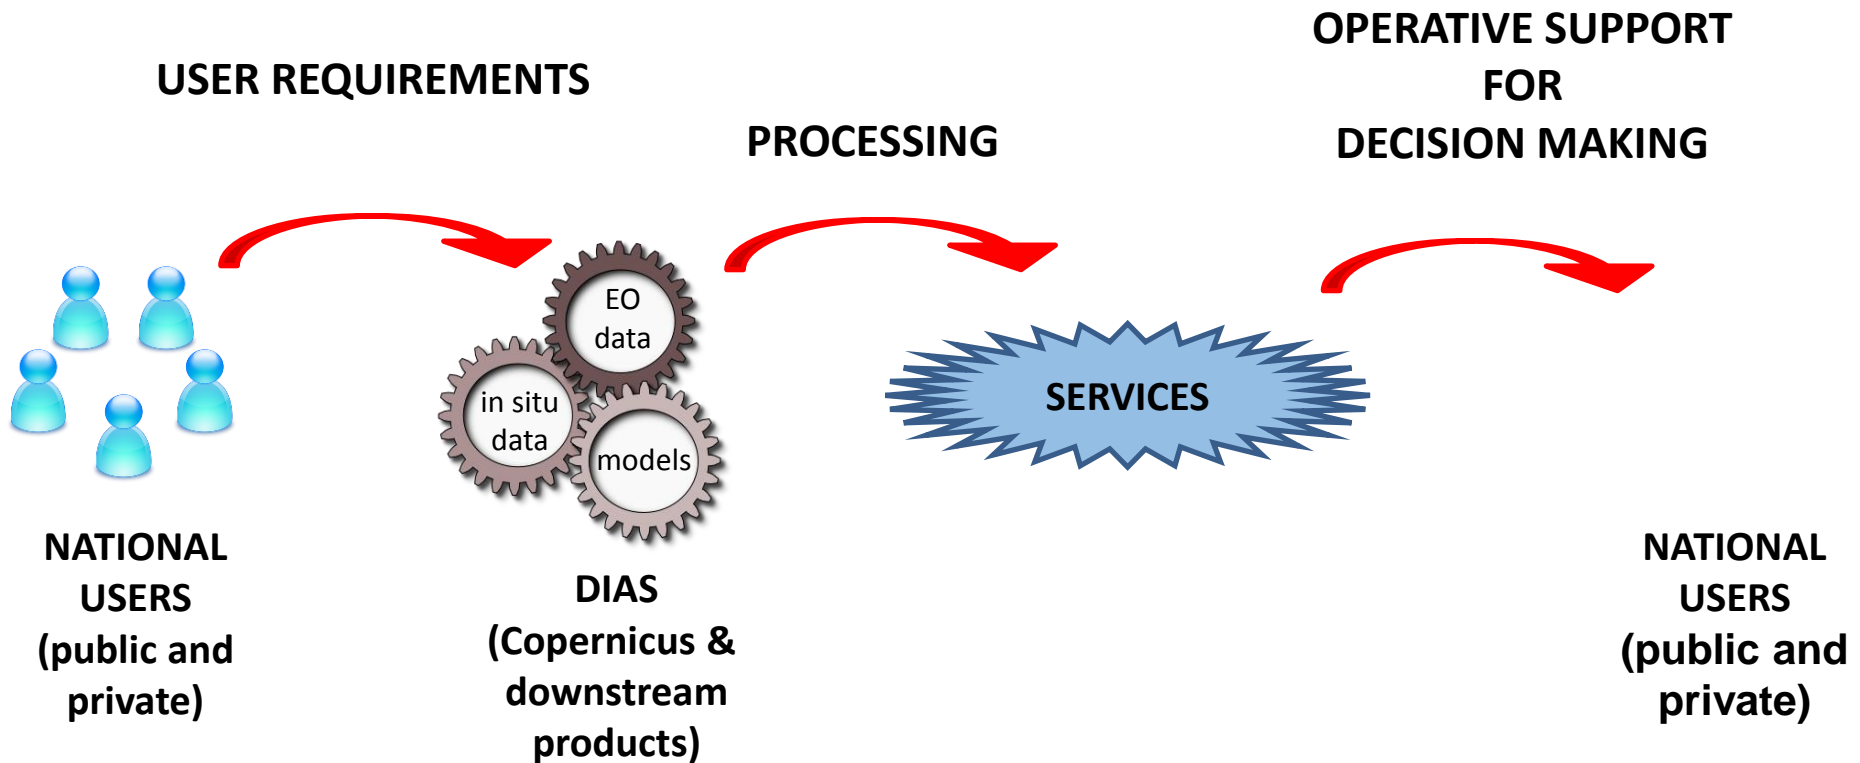 USER REQUIREMENTS
PROCESSING
OPERATIVE SUPPORT
FOR
DECISION MAKING
EO
data
in situ
data
models
SERVICES
NATIONAL
USERS
(public and
private)
DIAS
(Copernicus &
downstream
products)
NATIONAL
USERS
(public and
private)